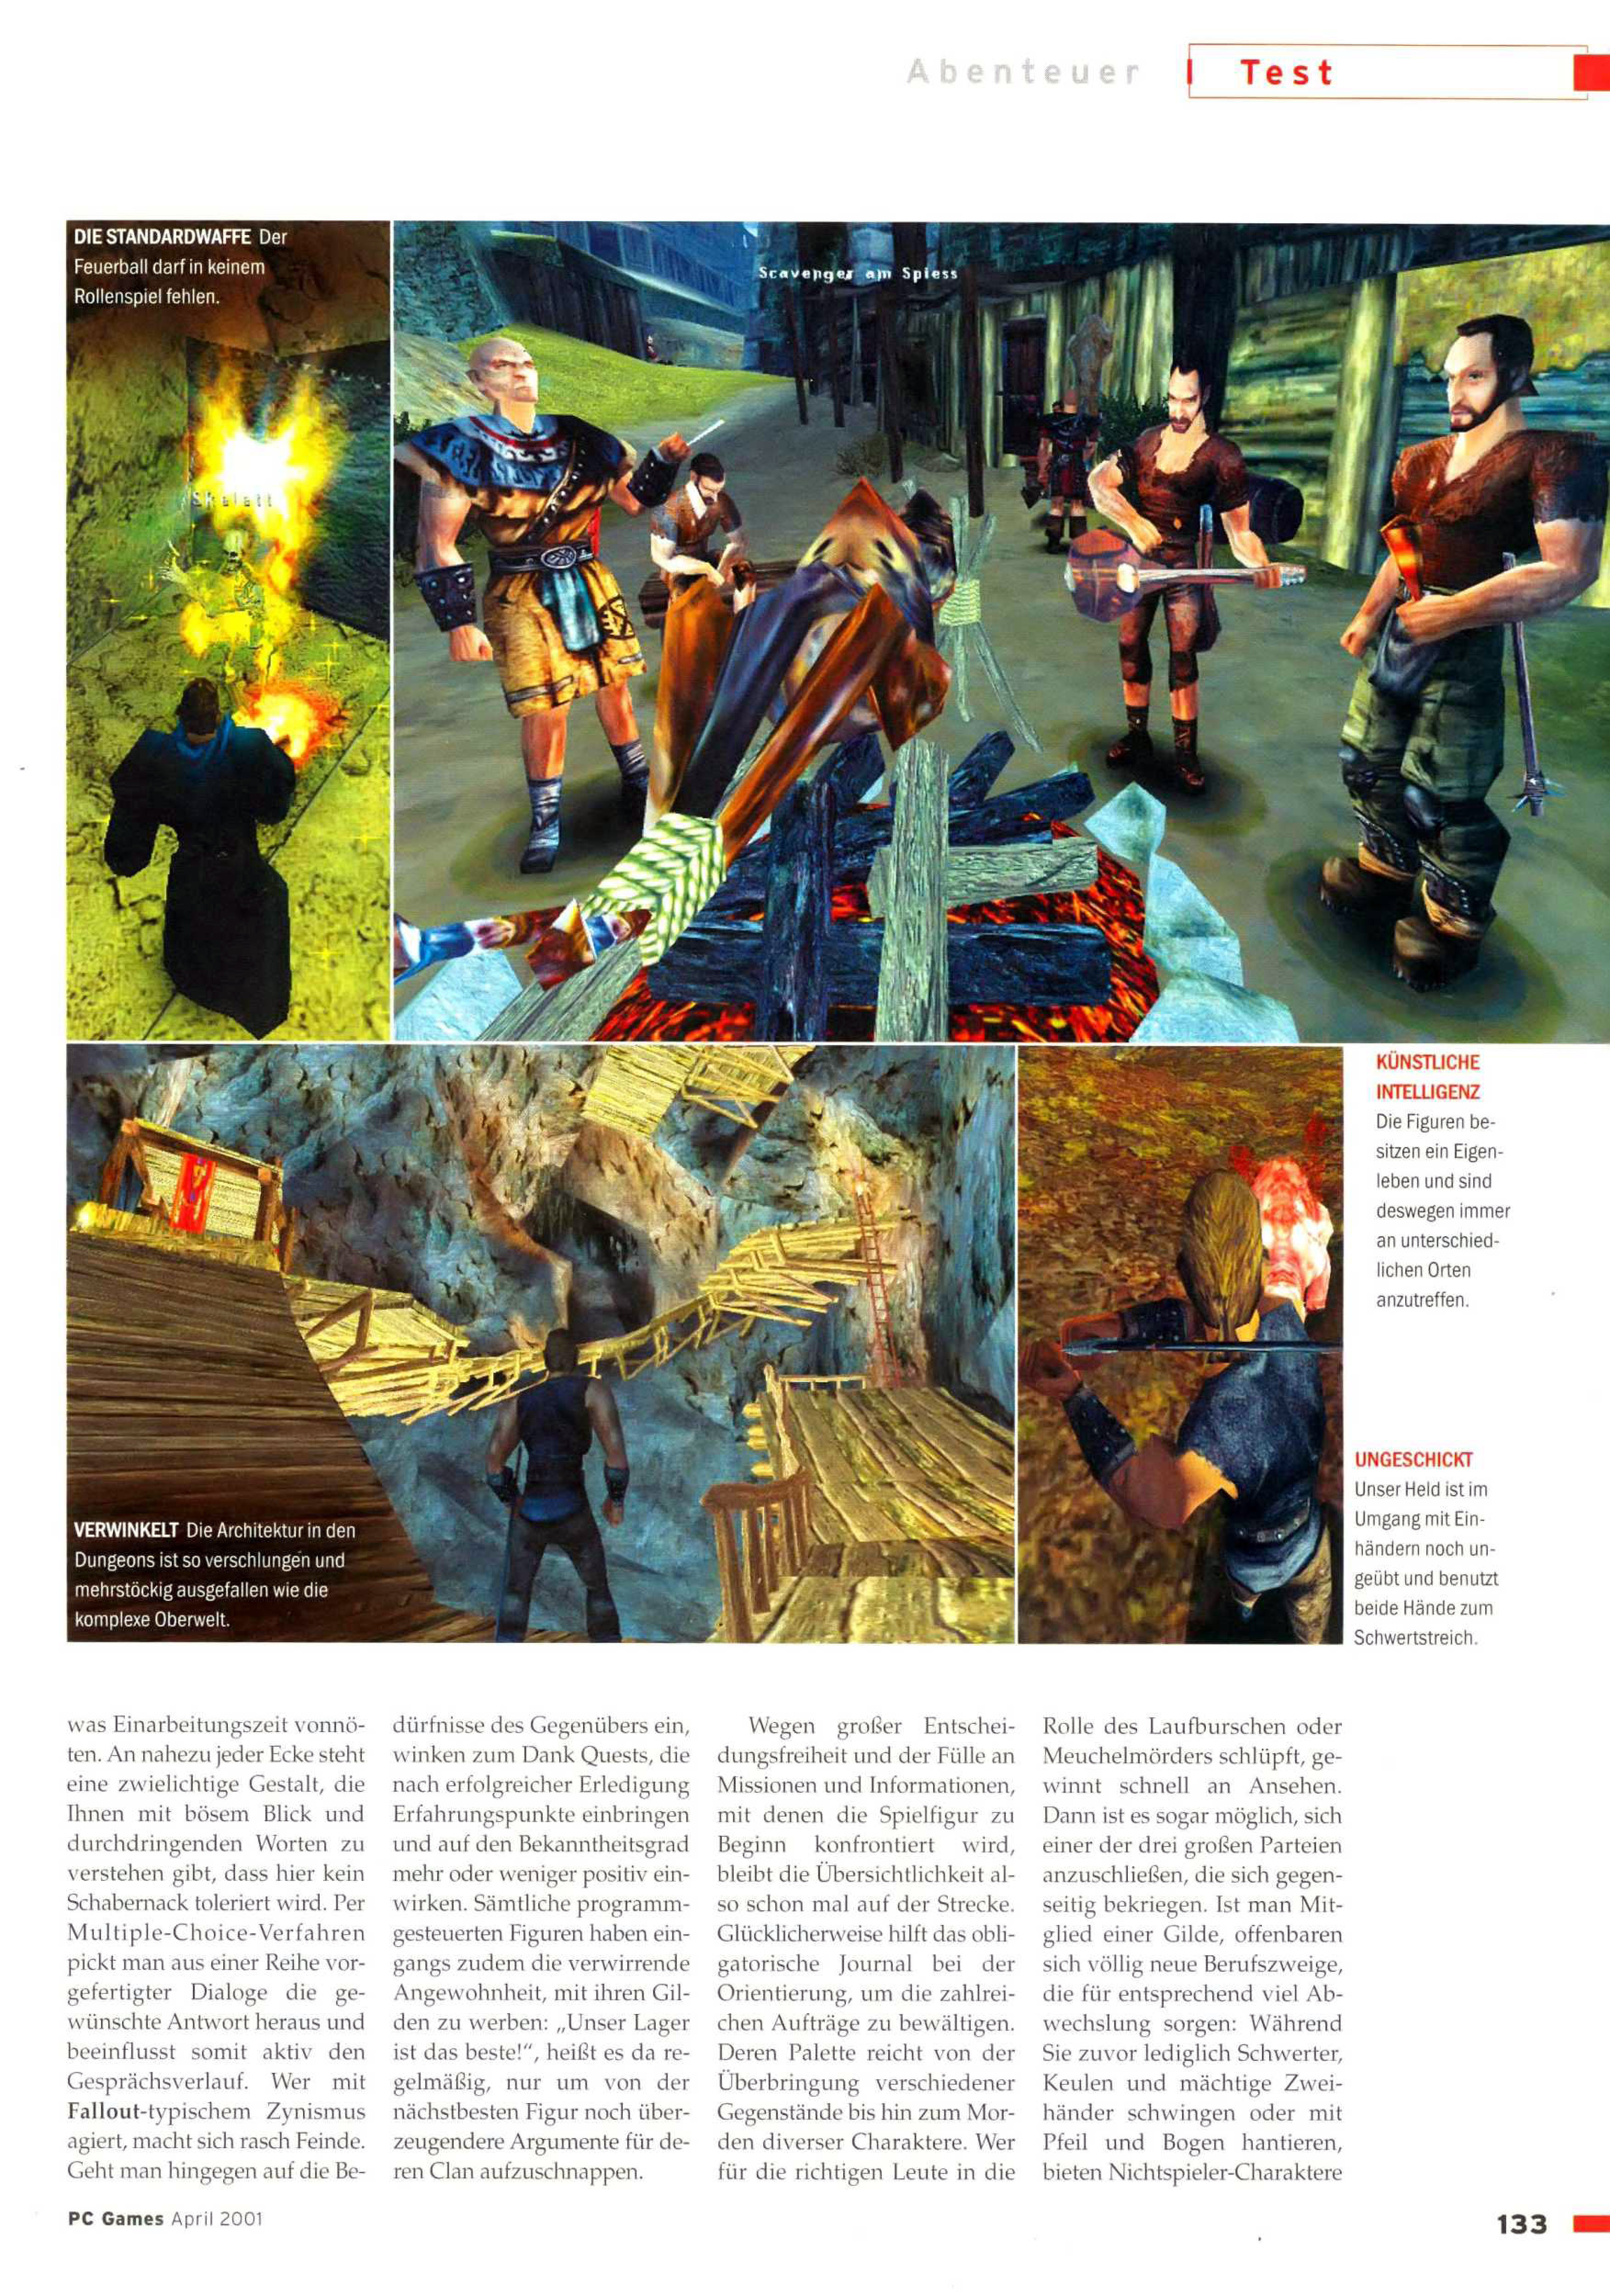 Abenteuer
Test
DIE STANDARDWAFFE Der
Feuerball darf in keinem
Rollenspiel fehlen.
Skelett
Scavenger am Spiess
KÜNSTLICHE
INTELLIGENZ
Die Figuren be-
sitzen ein Eigen-
leben und sind
deswegen immer
an unterschied-
lichen Orten
anzutreffen.
VERWINKELT Die Architektur in den
Dungeons ist so verschlungen und
mehrstöckig ausgefallen wie die
komplexe Oberwelt.
UNGESCHICKT
Unser Held ist im
Umgang mit Ein-
händern noch un-
geübt und benutzt
beide Hände zum
Schwertstreich.
was Einarbeitungszeit vonnö-
ten. An nahezu jeder Ecke steht
eine zwielichtige Gestalt, die
Ihnen mit bösem Blick und
durchdringenden Worten zu
verstehen gibt, dass hier kein
Schabernack toleriert wird. Per
Multiple-Choice-Verfahren
pickt man aus einer Reihe vor-
gefertigter Dialoge die ge-
wünschte Antwort heraus und
beeinflusst somit aktiv den
Gesprächsverlauf. Wer mit
Fallout-typischem Zynismus
agiert, macht sich rasch Feinde.
Geht man hingegen auf die Be-
dürfnisse des Gegenübers ein,
winken zum Dank Quests, die
nach erfolgreicher Erledigung
Erfahrungspunkte einbringen
und auf den Bekanntheitsgrad
mehr oder weniger positiv ein-
wirken. Sämtliche programm-
gesteuerten Figuren haben ein-
gangs zudem die verwirrende
Angewohnheit, mit ihren Gil-
den zu werben: „Unser Lager
ist das beste!“, heißt es da re-
gelmäßig, nur um von der
nächstbesten Figur noch über-
zeugendere Argumente für de-
ren Clan aufzuschnappen.
Wegen großer Entschei-
dungsfreiheit und der Fülle an
Missionen und Informationen,
mit denen die Spielfigur zu
Beginn konfrontiert wird,
bleibt die Übersichtlichkeit al-
so schon mal auf der Strecke.
Glücklicherweise hilft das obli-
gatorische Journal bei der
Orientierung, um die zahlrei-
chen Aufträge zu bewältigen.
Deren Palette reicht von der
Überbringung verschiedener
Gegenstände bis hin zum Mor-
den diverser Charaktere. Wer
für die richtigen Leute in die
Rolle des Laufburschen oder
Meuchelmörders schlüpft, ge-
winnt schnell an Ansehen.
Dann ist es sogar möglich, sich
einer der drei großen Parteien
anzuschließen, die sich gegen-
seitig bekriegen. Ist man Mit-
glied einer Gilde, offenbaren
sich völlig neue Berufszweige,
die für entsprechend viel Ab-
wechslung sorgen: Während
Sie zuvor lediglich Schwerter,
Keulen und mächtige Zwei-
händer schwingen oder mit
Pfeil und Bogen hantieren,
bieten Nichtspieler-Charaktere
PC Games April 2001
133